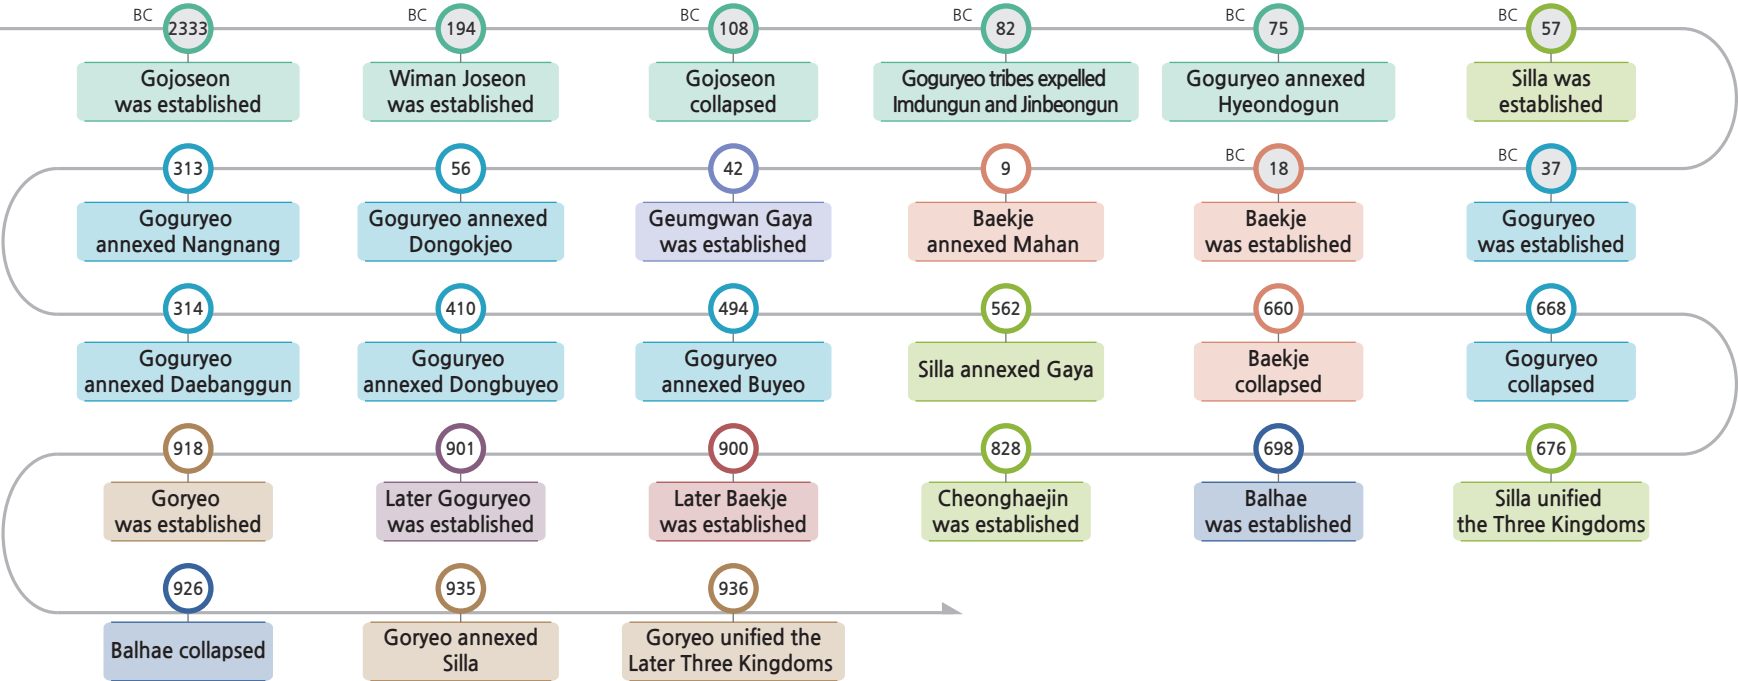 BC 2333
Gojoseon
was established
BC 194
Wiman Joseon
was established
BC 108
Gojoseon
collapsed
BC 82
Goguryeo tribes expelled
Imdungun and Jinbeongun
BC 75
Goguryeo annexed
Hyeondogun
BC 57
Silla was
established
BC 37
Goguryeo
was established
BC 18
Baekje
was established
9
Baekje
annexed Mahan
42
Geumgwan Gaya
was established
56
Goguryeo annexed
Dongokjeo
313
Goguryeo
annexed Nangnang
314
Goguryeo
annexed Daebanggun
410
Goguryeo
annexed Dongbuyeo
494
Goguryeo
annexed Buyeo
562
Silla annexed Gaya
660
Baekje
collapsed
668
Goguryeo
collapsed
676
Silla unified
the Three Kingdoms
698
Balhae
was established
828
Cheonghaejin
was established
900
Later Baekje
was established
901
Later Goguryeo
was established
918
Goryeo
was established
926
Balhae collapsed
935
Goryeo annexed
Silla
936
Goryeo unified the
Later Three Kingdoms